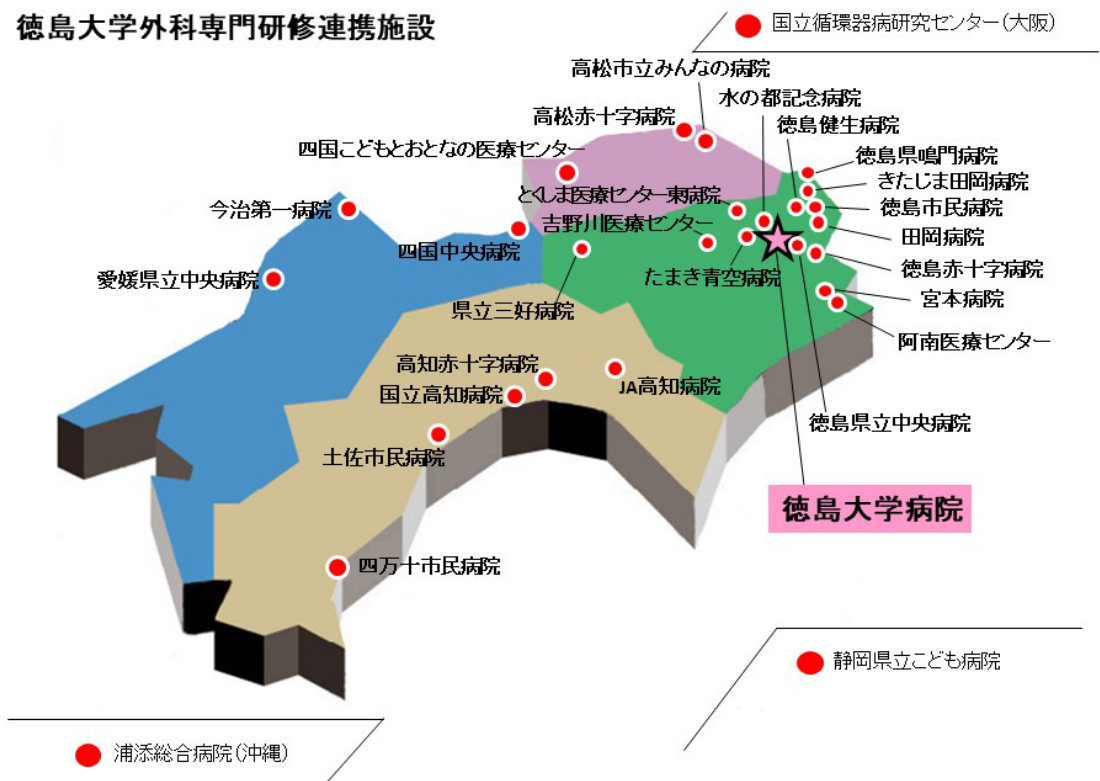 徳島大学外科専門研修連携施設
国立循環器病研究センター(大阪)
高松市立みんなの病院
水の都記念病院
高松赤十字病院
徳島健生病院
四国こどもとおとなの医療センター
徳島県鳴門病院
きたじま田岡病院
とくしま医療センター東病院
今治第一病院
徳島市民病院
吉野川医療センター
田岡病院
四国中央病院
徳島赤十字病院
愛媛県立中央病院
たまき青空病院
宮本病院
県立三好病院
阿南医療センター
高知赤十字病院
JA高知病院
国立高知病院
徳島県立中央病院
土佐市民病院
徳島大学病院
四万十市民病院
静岡県立こども病院
浦添総合病院(沖縄)